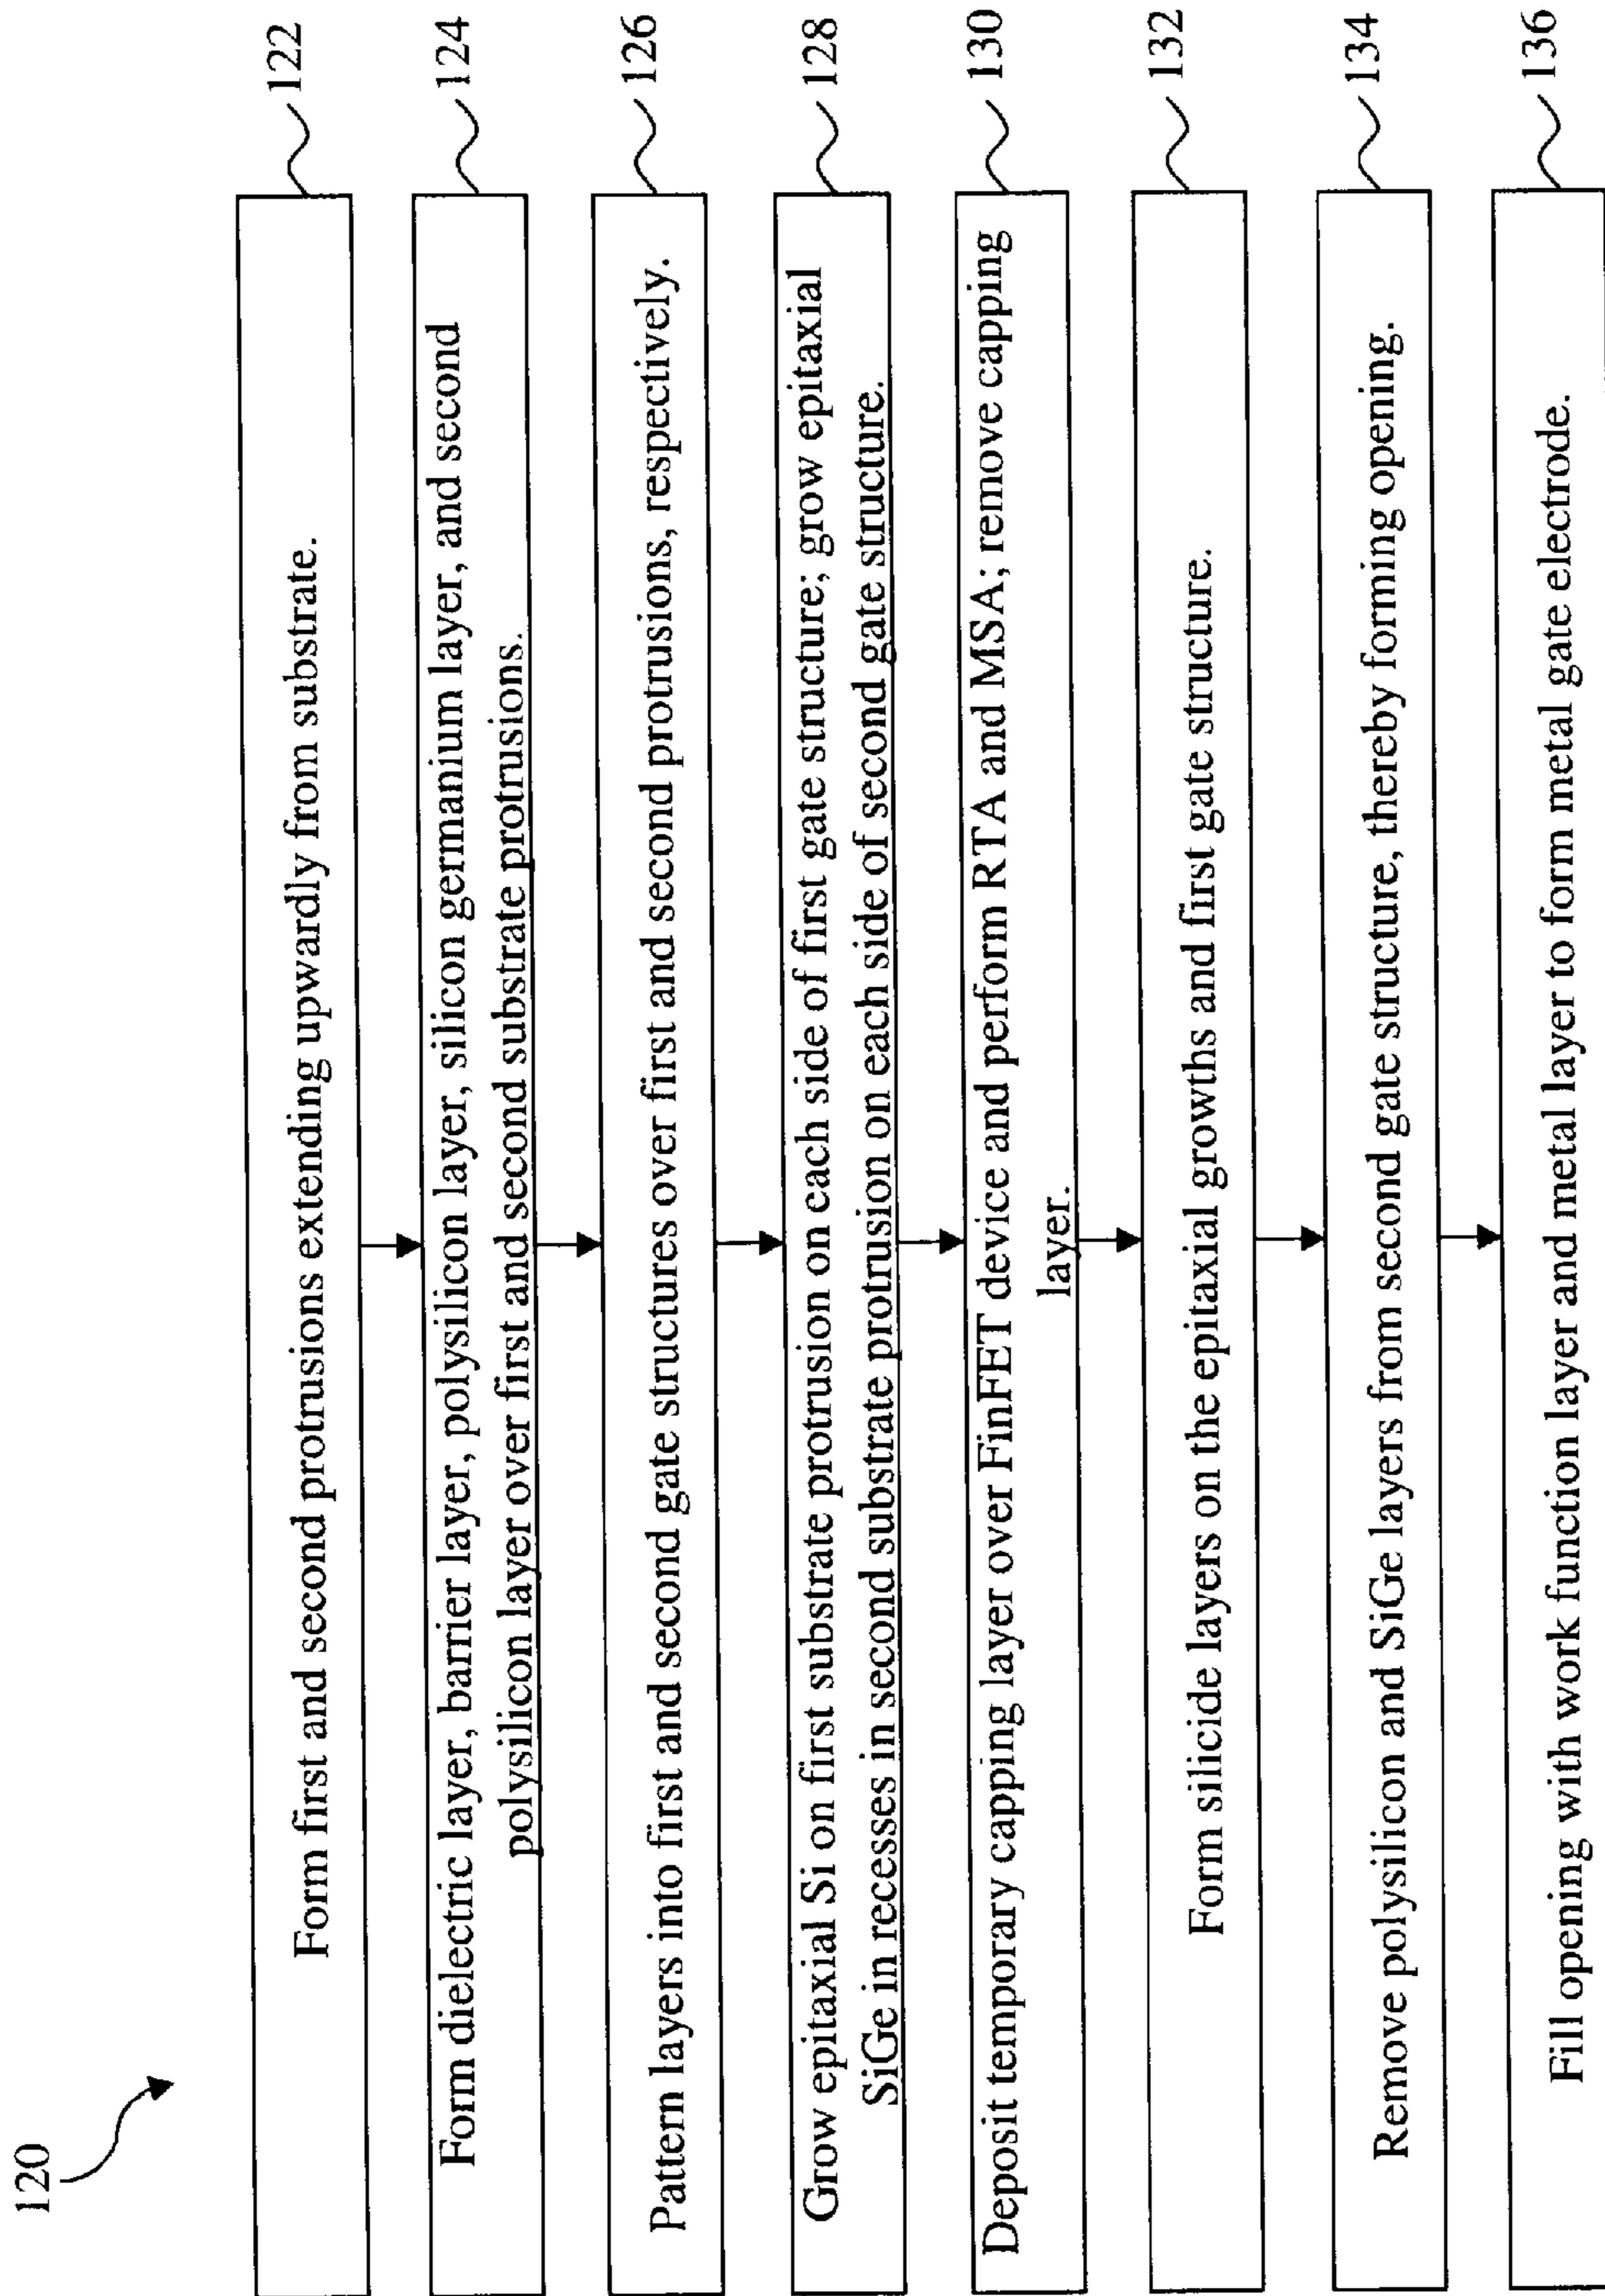 120
Form first and second protrusions extending upwardly from substrate.
122
Form dielectric layer, barrier layer, polysilicon layer, silicon germanium layer, and second
polysilicon layer over first and second substrate protrusions.
124
Pattern layers into first and second gate structures over first and second protrusions, respectively.
126
Grow epitaxial Si on first substrate protrusion on each side of first gate structure; grow epitaxial
SiGe in recesses in second substrate protrusion on each side of second gate structure.
128
Deposit temporary capping layer over FinFET device and perform RTA and MSA; remove capping
layer.
130
Form silicide layers on the epitaxial growths and first gate structure.
132
Remove polysilicon and SiGe layers from second gate structure, thereby forming opening.
134
Fill opening with work function layer and metal layer to form metal gate electrode.
136